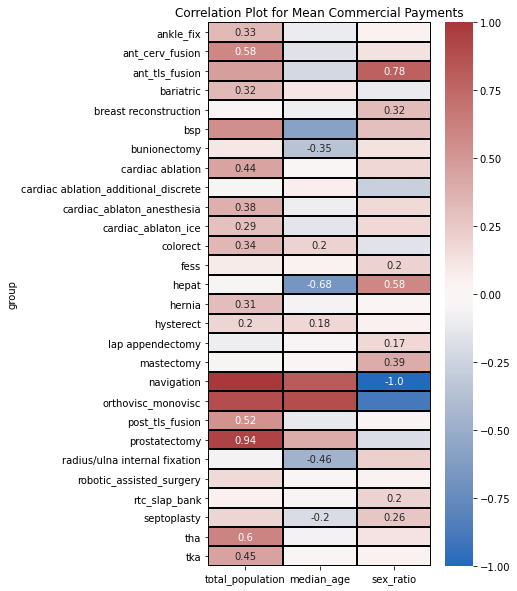 Correlation Plot for Mean Commercial Payments
ankle_fix 0.33
ant_cerv_fusion 0.58
ant_tls_fusion 0.78
bariatric 0.32
breast reconstruction 0.32
bsp
bunionectomy -0.35
cardiac ablation 0.44
cardiac ablation_additional_discrete
cardiac_ablaton_anesthesia 0.38
cardiac_ablaton_ice 0.29
colorect 0.34 0.2
fess 0.2
hepat -0.68 0.58
hernia 0.31
hysterect 0.2 0.18
lap appendectomy 0.17
mastectomy 0.39
navigation -1.0
orthovisc_monovisc
post_tls_fusion 0.52
prostatectomy 0.94
radius/ulna internal fixation -0.46
robotic_assisted_surgery
rtc_slap_bank 0.2
septoplasty -0.2 0.26
tha 0.6
tka 0.45
group
total_population median_age sex_ratio
1.00
0.75
0.50
0.25
0.00
−0.25
−0.50
−0.75
−1.00